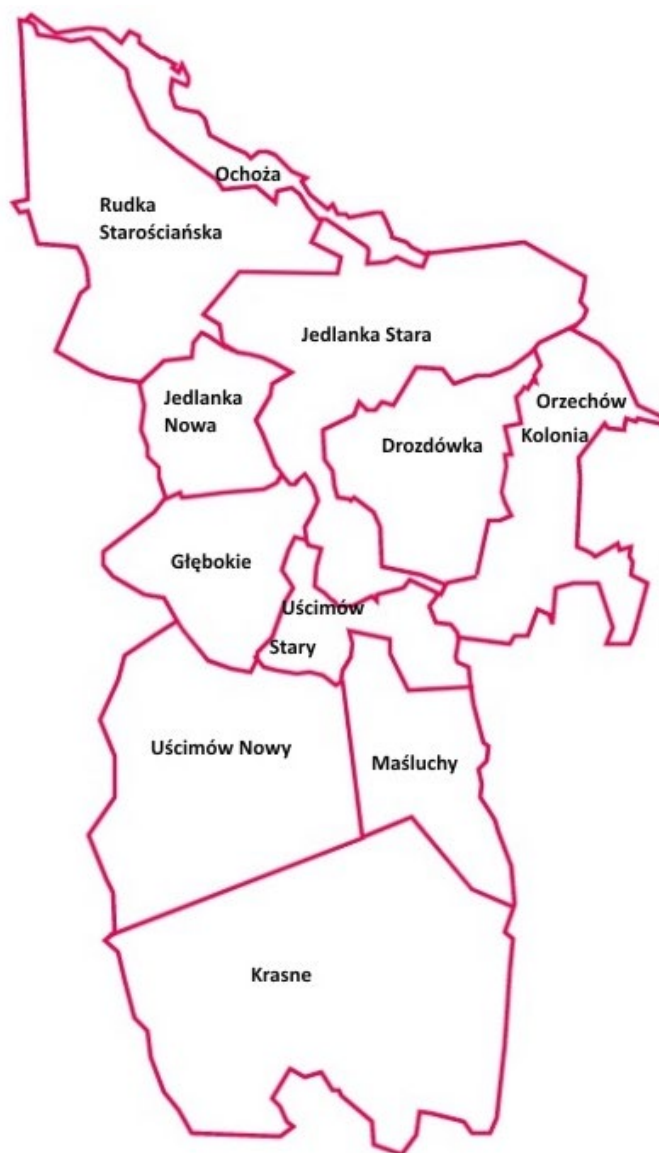 Ochoża
Rudka
Starościańska
Jedlanka Stara
Jedlanka
Nowa
Orzechów
Kolonia
Drozdówka
Głębokie
Uścimów
Stary
Uścimów Nowy
Maśluchy
Krasne